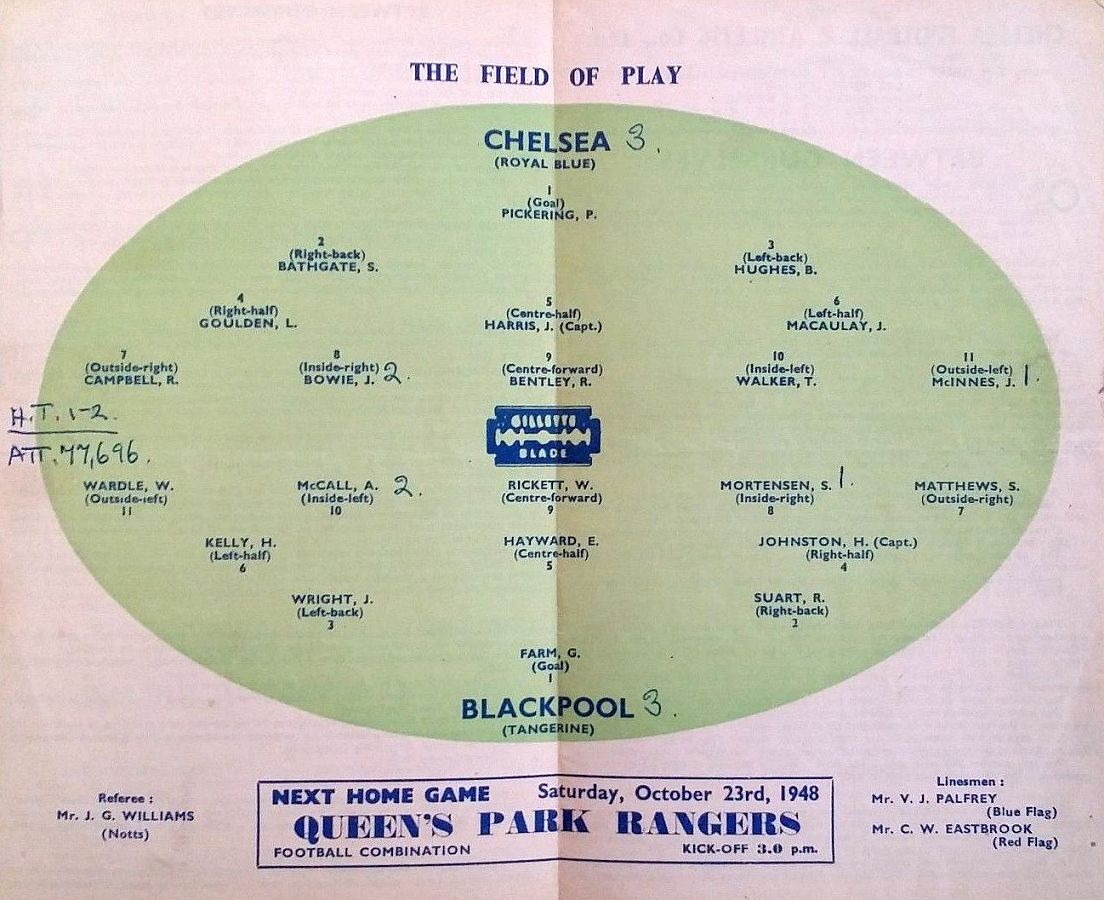 THE FIELD OF PLAY
CHELSEA 3.
(ROYAL BLUE)
1
(Goal)
PICKERING, P.
2
(Right-back)
BATHGATE, S.
3
(Left-back)
HUGHES, B.
4
(Right-half)
GOULDEN, L.
5
(Centre-half)
HARRIS, J. (Capt.)
6
(Left-half)
MACAULAY, J.
7
(Outside-right)
CAMPBELL, R.
8
(Inside-right)
BOWIE, J. 2.
9
(Centre-forward)
BENTLEY, R.
10
(Inside-left)
WALKER, T.
11
(Outside-left)
McINNES, J. 1.
H.T. 1-2.
ATT. 77,696.
GILLETTE
BLADE
WARDLE, W.
(Outside-left)
11
McCALL, A. 2.
(Inside-left)
10
RICKETT, W.
(Centre-forward)
9
MORTENSEN, S. 1.
(Inside-right)
8
MATTHEWS, S.
(Outside-right)
7
KELLY, H.
(Left-half)
6
HAYWARD, E.
(Centre-half)
5
JOHNSTON, H. (Capt.)
(Right-half)
4
WRIGHT, J.
(Left-back)
3
SUART, R.
(Right-back)
2
FARM, G.
(Goal)
1
BLACKPOOL 3.
(TANGERINE)
Referee :
Mr. J. G. WILLIAMS
(Notts)
NEXT HOME GAME Saturday, October 23rd, 1948
QUEEN'S PARK RANGERS
FOOTBALL COMBINATION KICK-OFF 3.0 p.m.
Linesmen :
Mr. V. J. PALFREY
(Blue Flag)
Mr. C. W. EASTBROOK
(Red Flag)